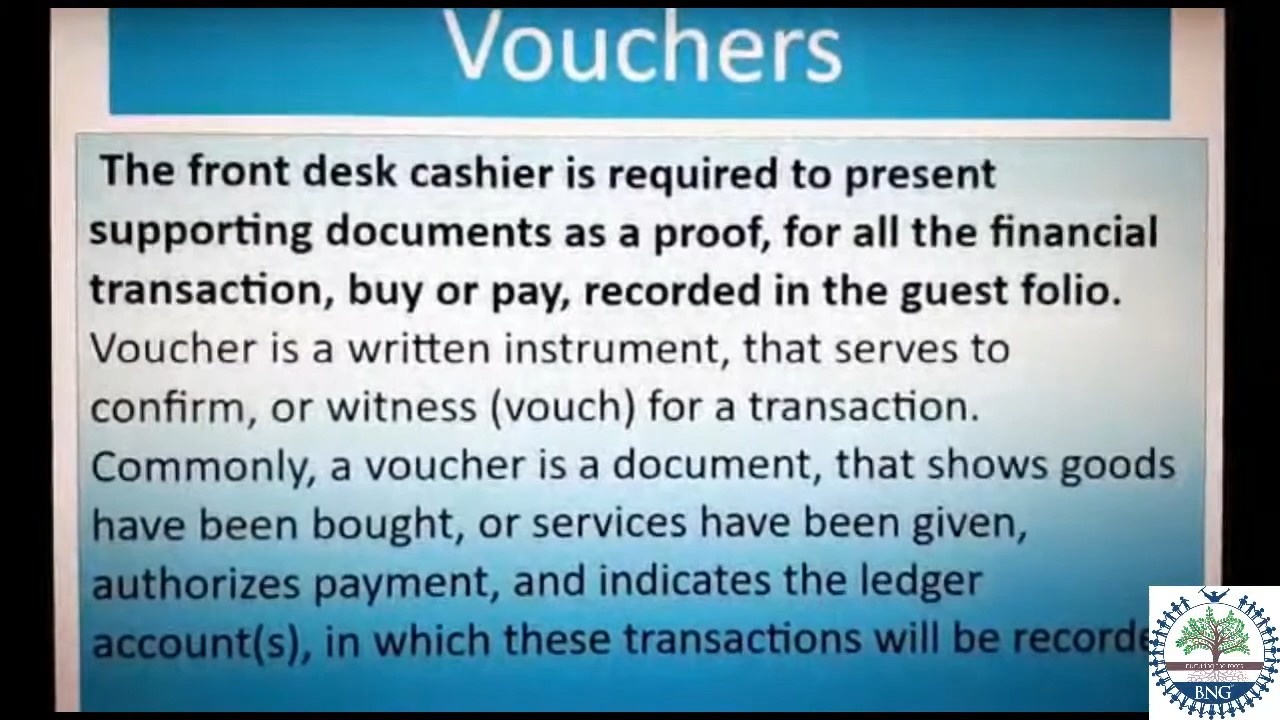 Vouchers
The front desk cashier is required to present
supporting documents as a proof, for all the financial
transaction, buy or pay, recorded in the guest folio.
Voucher is a written instrument, that serves to
confirm, or witness (vouch) for a transaction.
Commonly, a voucher is a document, that shows goods
have been bought, or services have been given,
authorizes payment, and indicates the ledger
account(s), in which these transactions will be
nurturing the roots
BNG